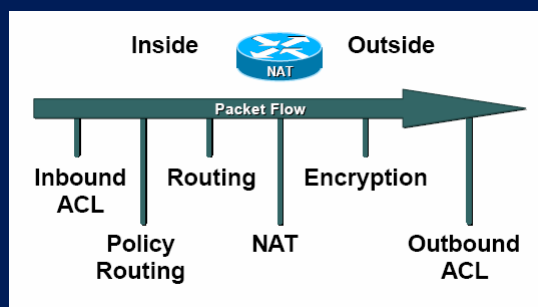 Inside
Outside
NAT
Packet Flow
Inbound
ACL
Policy
Routing
Routing
NAT
Encryption
Outbound
ACL